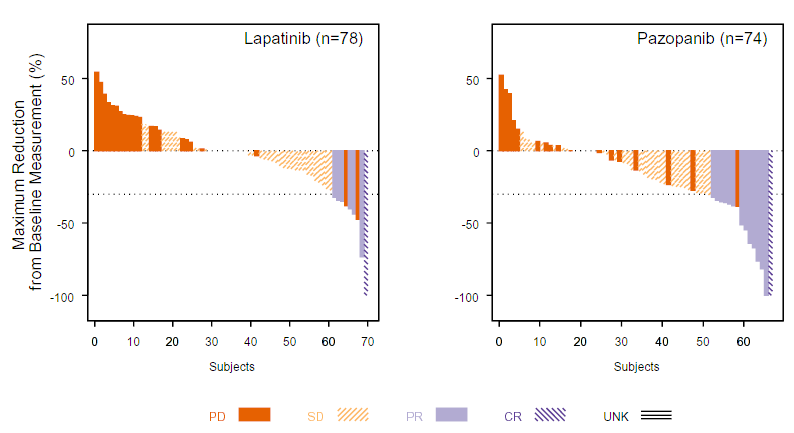 Maximum Reduction
from Baseline Measurement (%)
Lapatinib (n=78)
50
0
-50
-100
0 10 20 30 40 50 60 70
Subjects
Pazopanib (n=74)
50
0
-50
-100
0 10 20 30 40 50 60
Subjects
PD SD PR CR UNK